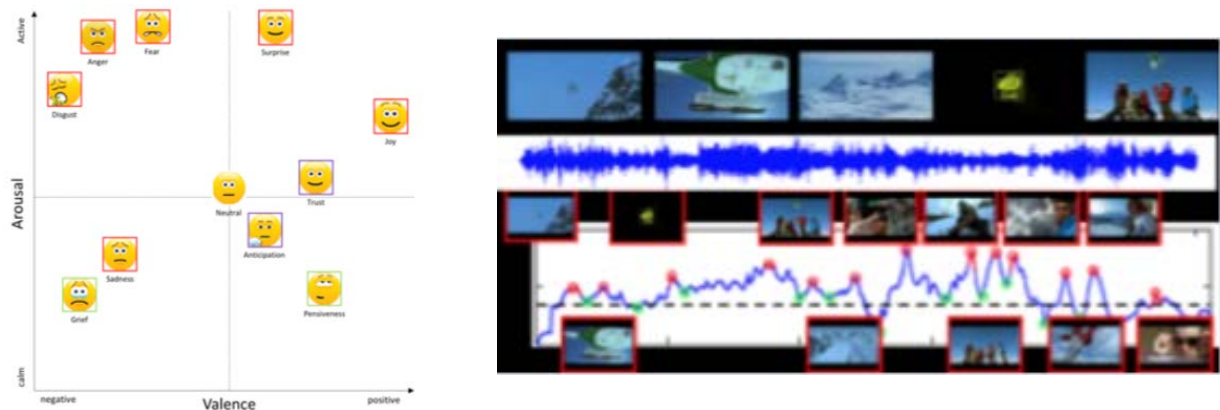 Active
Anger
Fear
Surprise
Disgust
Joy
Arousal
Neutral
Trust
Anticipation
Sadness
Grief
Pensiveness
calm
negative
Valence
positive